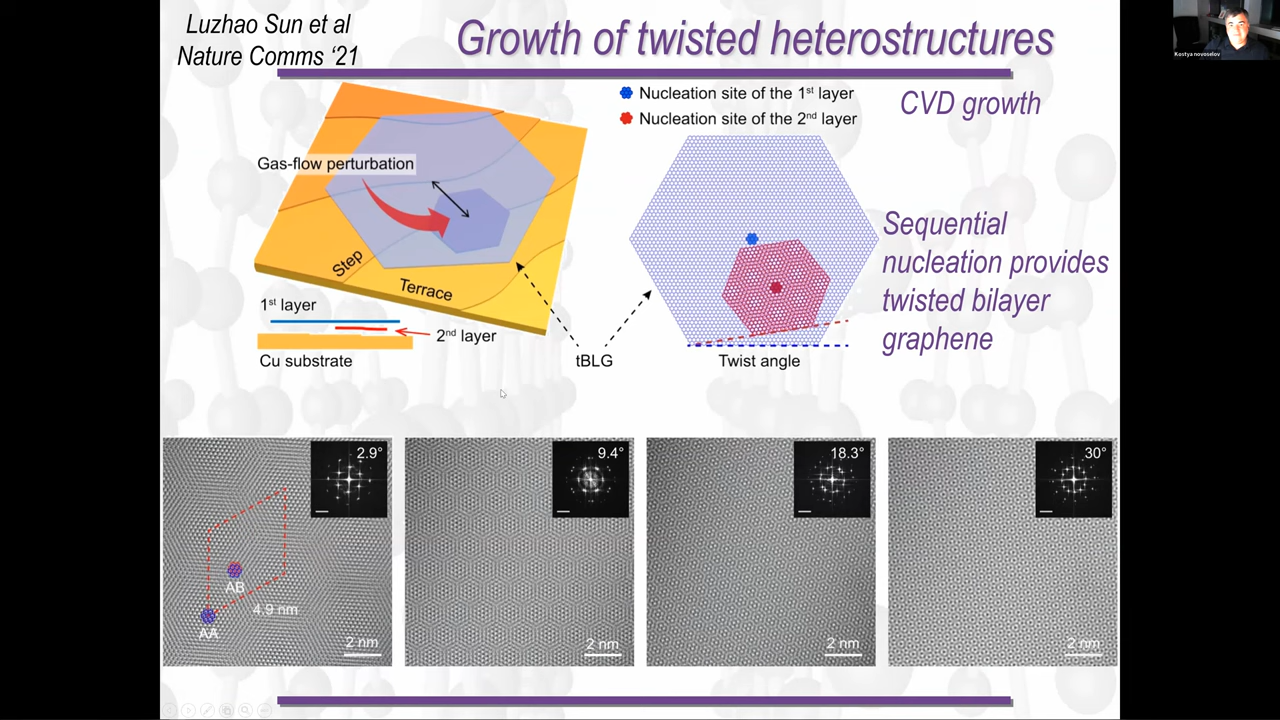 Luzhao Sun et al
Nature Comms ‘21
Growth of twisted heterostructures
Kostya novoselov
Nucleation site of the 1st layer
Nucleation site of the 2nd layer
CVD growth
Gas-flow perturbation
Step
Terrace
1st layer
2nd layer
Cu substrate
tBLG
Twist angle
Sequential
nucleation provides
twisted bilayer
graphene
2.9°
AB
4.9 nm
AA
2 nm
9.4°
2 nm
18.3°
2 nm
30°
2 nm